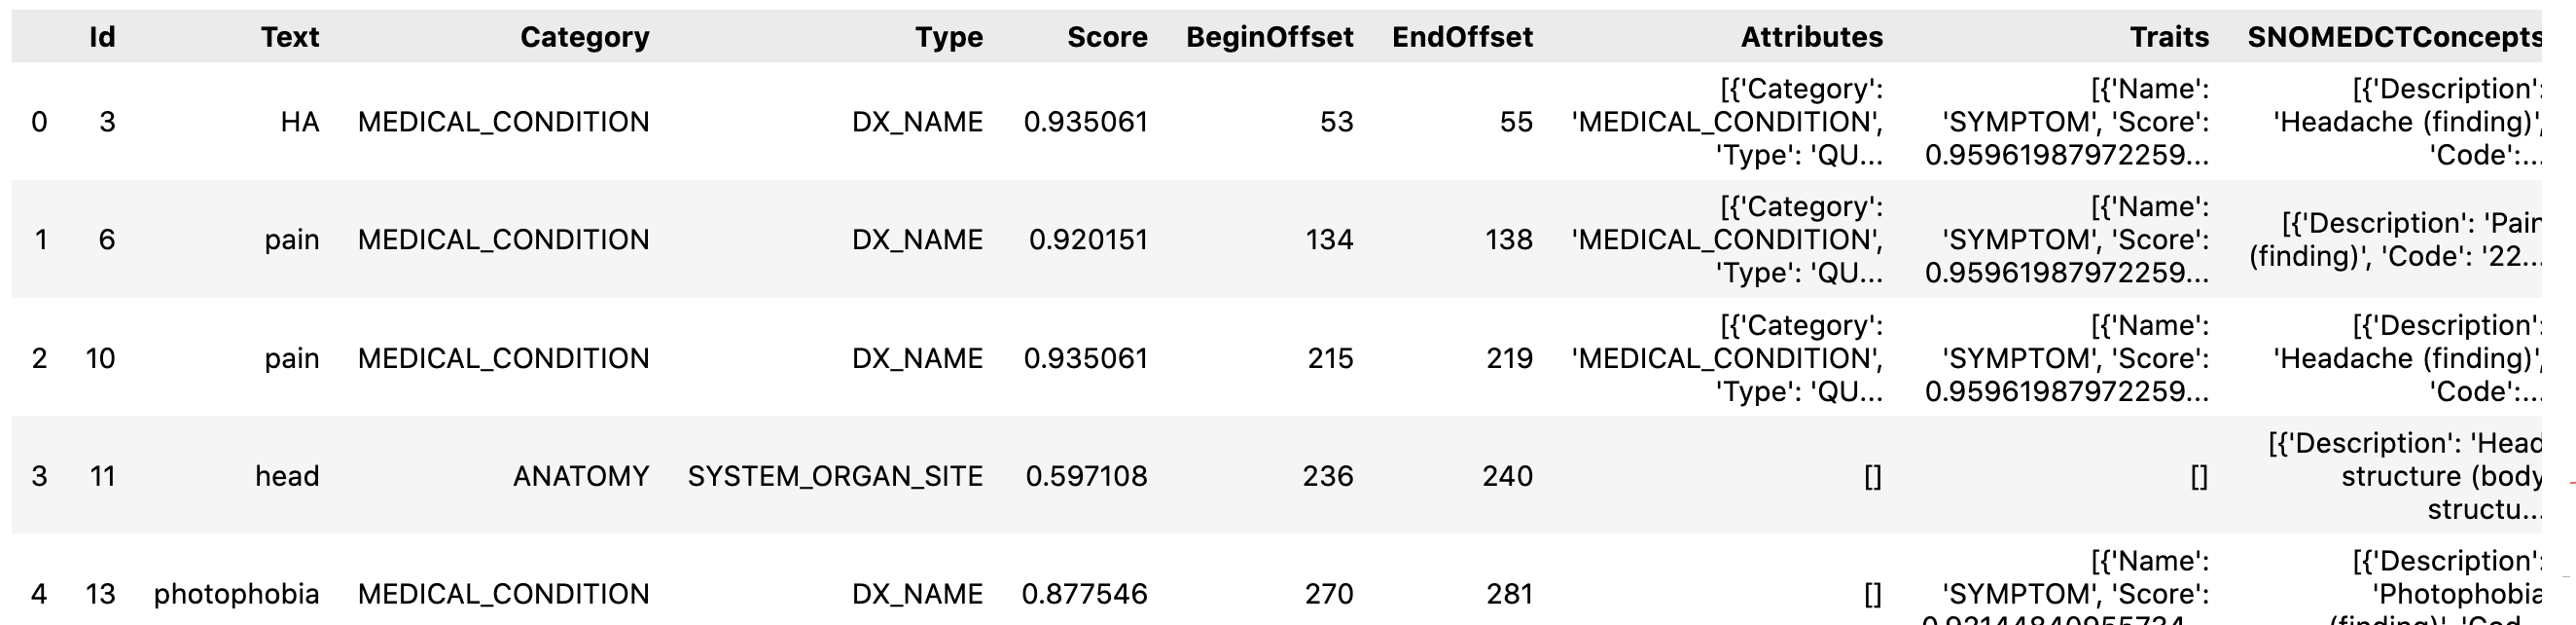 Id Text Category Type Score BeginOffset EndOffset Attributes Traits SNOMEDCTConcepts
[{'Category': [{'Name': [{'Description':
0 3 HA MEDICAL_CONDITION DX_NAME 0.935061 53 55 'MEDICAL_CONDITION', 'SYMPTOM', 'Score': 'Headache (finding)',
'Type': 'QU... 0.95961987972259... 'Code':...
[{'Category': [{'Name': [{'Description': 'Pain
1 6 pain MEDICAL_CONDITION DX_NAME 0.920151 134 138 'MEDICAL_CONDITION', 'SYMPTOM', 'Score': (finding)', 'Code': '22...
'Type': 'QU... 0.95961987972259...
[{'Category': [{'Name': [{'Description':
2 10 pain MEDICAL_CONDITION DX_NAME 0.935061 215 219 'MEDICAL_CONDITION', 'SYMPTOM', 'Score': 'Headache (finding)',
'Type': 'QU... 0.95961987972259... 'Code':...
[{'Description': 'Head
3 11 head ANATOMY SYSTEM_ORGAN_SITE 0.597108 236 240 [] [] structure (body
structu...
[{'Name': [{'Description':
4 13 photophobia MEDICAL_CONDITION DX_NAME 0.877546 270 281 [] 'SYMPTOM', 'Score': 'Photophobia
(finding)', 'Cod...